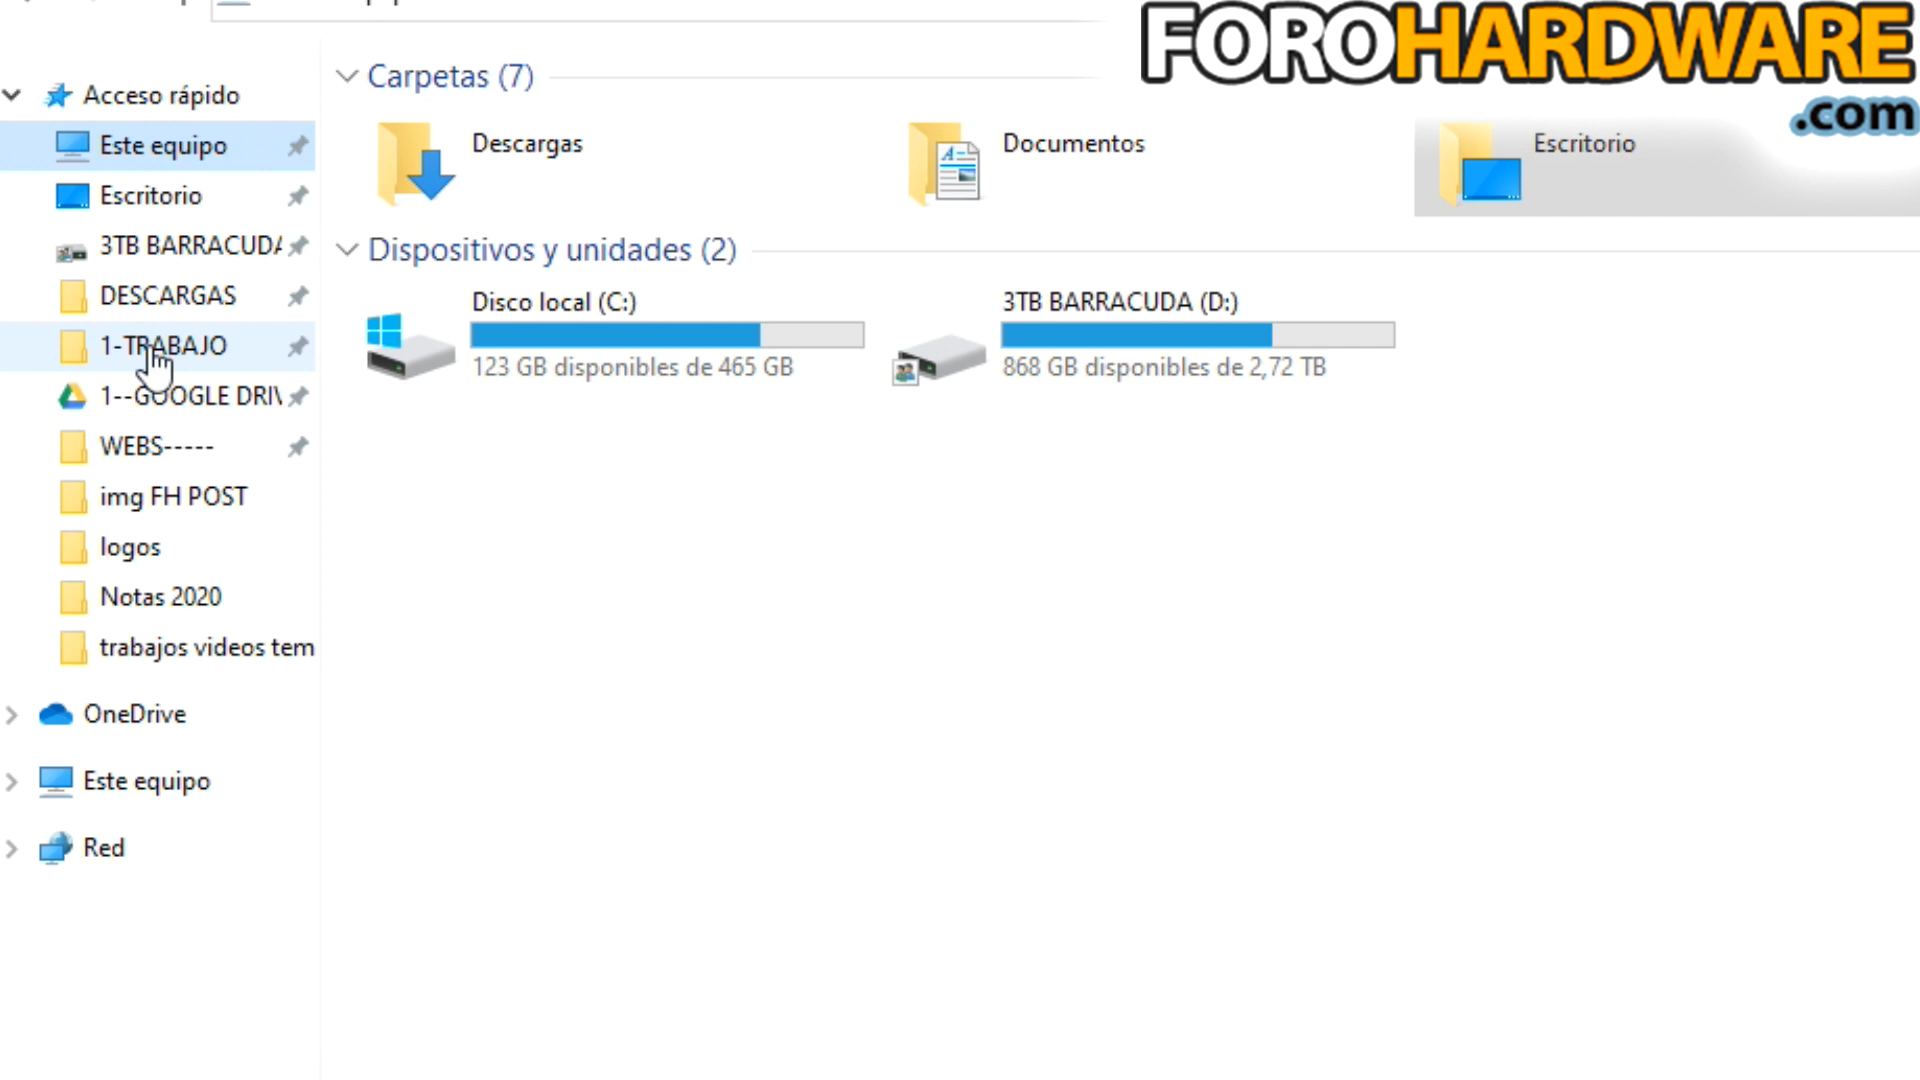 FOROHARDWARE
.com
Acceso rápido
Este equipo
Escritorio
3TB BARRACUDA
DESCARGAS
1-TRABAJO
1--GOOGLE DRIV
WEBS-----
img FH POST
logos
Notas 2020
trabajos videos tem
OneDrive
Este equipo
Red
Carpetas (7)
Descargas
Documentos
Escritorio
Dispositivos y unidades (2)
Disco local (C:)
123 GB disponibles de 465 GB
3TB BARRACUDA (D:)
868 GB disponibles de 2,72 TB